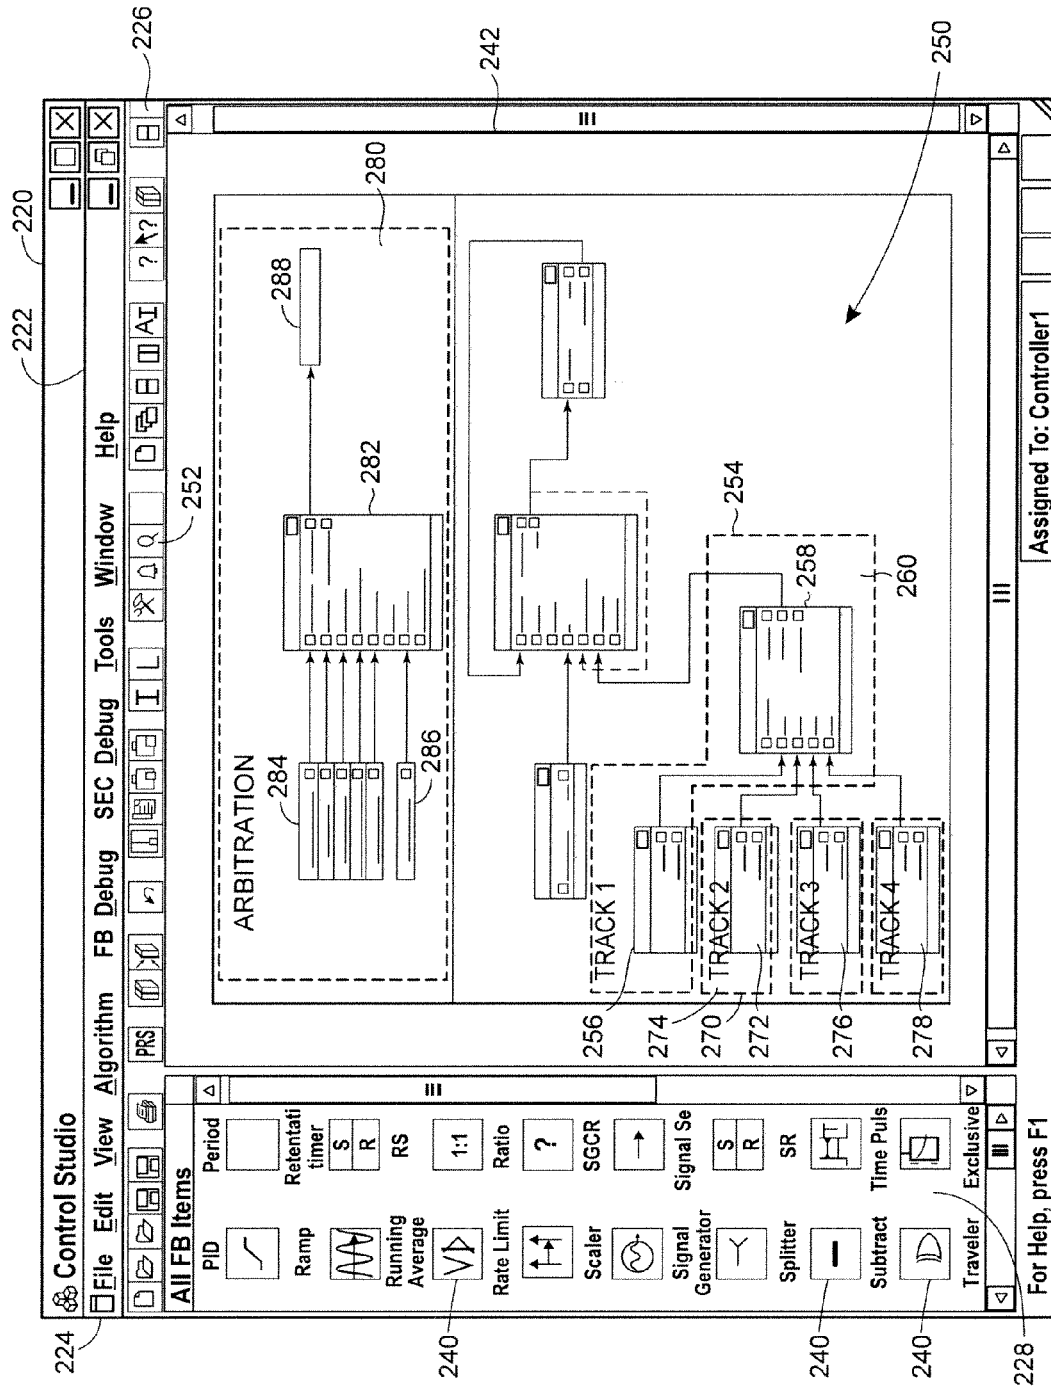 Control Studio
File Edit View Algorithm FB Debug SEC Debug Tools Window Help
PRS
I L
? ? AI
All FB Items
PID
Ramp
Running
Average
Rate Limit
Scaler
Signal
Generator
Splitter
Subtract
Traveler
Period
Retentati
timer
S
R
RS
1:1
Ratio
?
SGCR
Signal Se
S
R
SR
T
Time Puls
Exclusive
ARBITRATION
TRACK 1
TRACK 2
TRACK 3
TRACK 4
For Help, press F1
Assigned To: Controller1
220
222
224
226
228
240
240
240
242
250
252
254
256
258
260
270
272
274
276
278
280
282
284
286
288